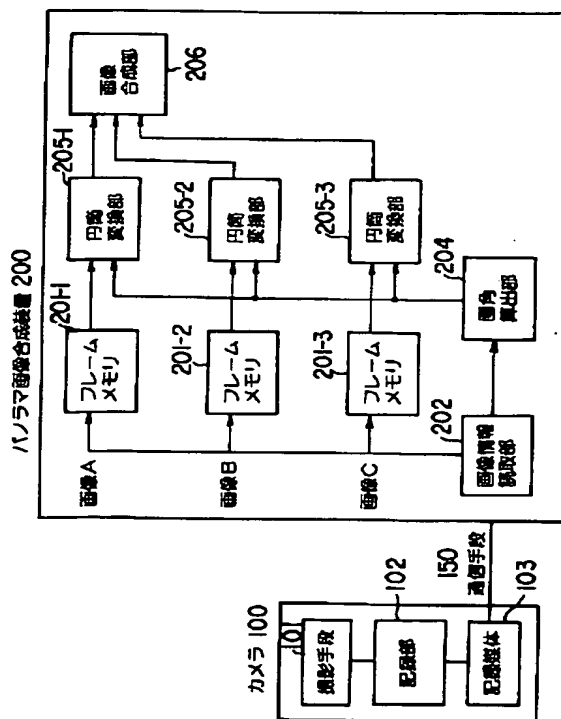 パノラマ画像合成装置 200
画像A
201-1
フレーム
メモリ
205-1
円筒
変換部
画像
合成部
206
画像B
201-2
フレーム
メモリ
205-2
円筒
変換部
画像C
201-3
フレーム
メモリ
205-3
円筒
変換部
202
画像情報
読取部
204
画角
算出部
カメラ 100
101
撮影手段
102
記録部
150
通信手段
103
記憶媒体